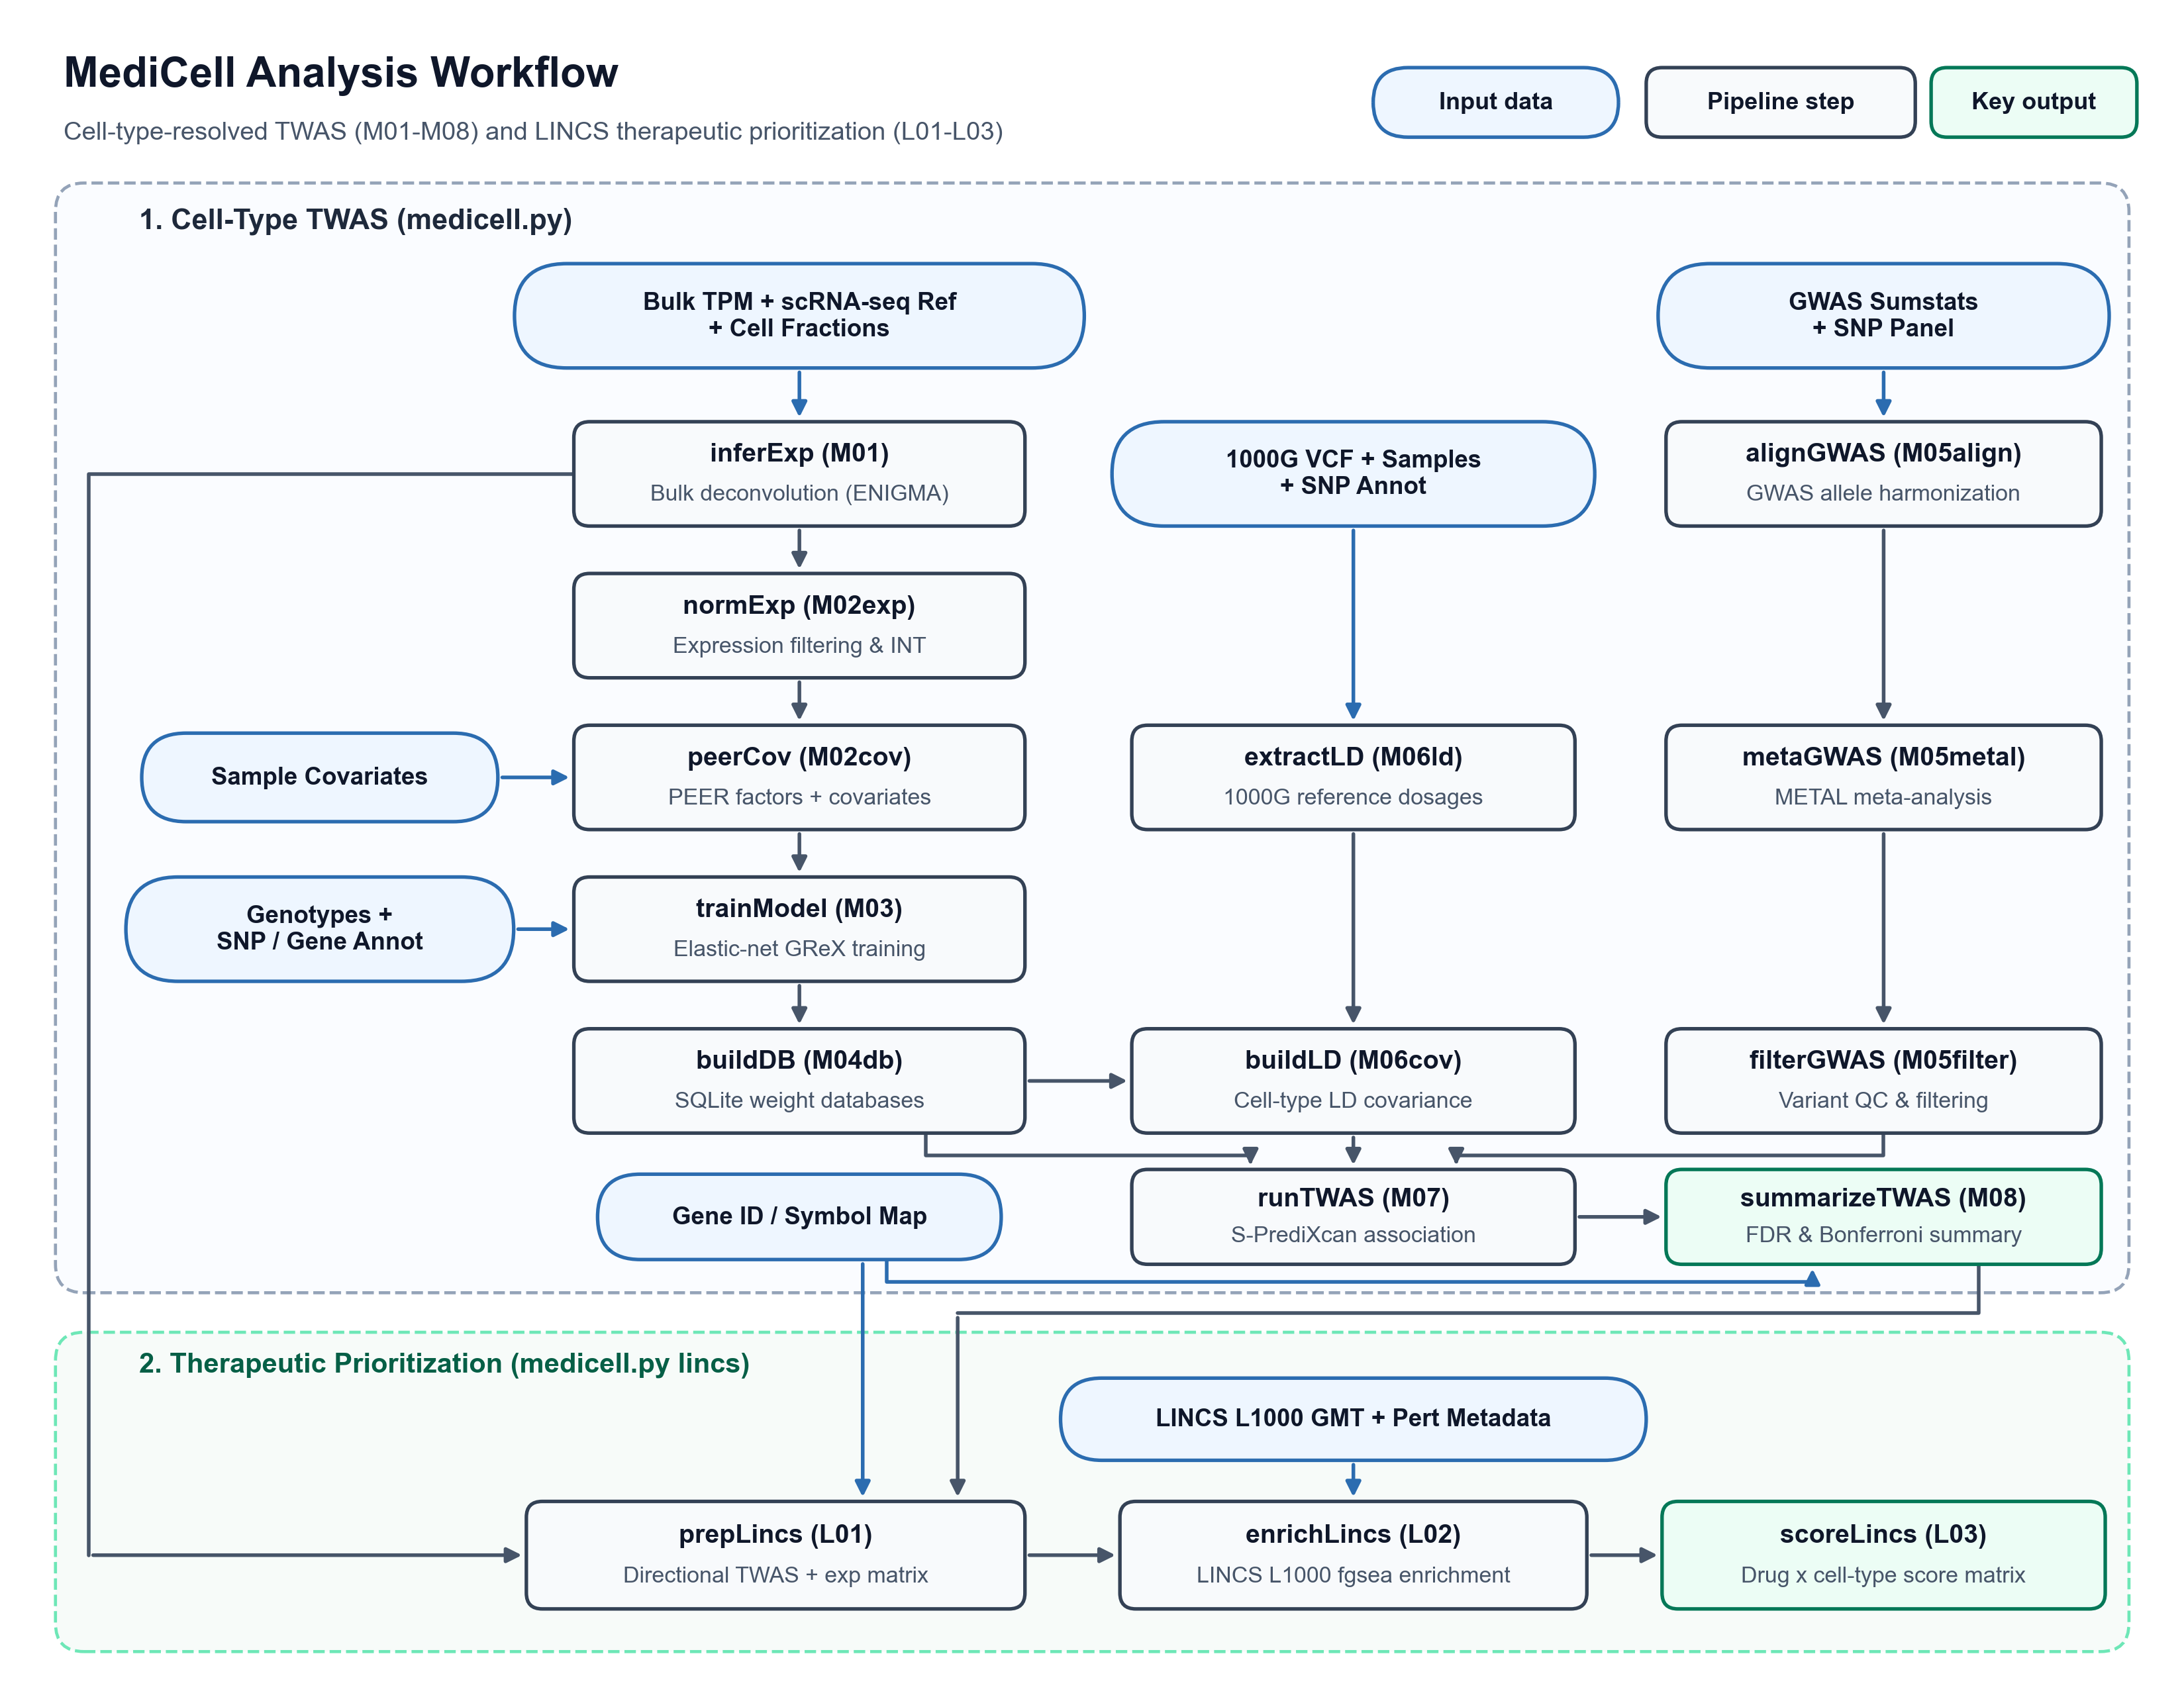 MediCell Analysis Workflow
Cell-type-resolved TWAS (M01-M08) and LINCS therapeutic prioritization (L01-L03)
Input data
Pipeline step
Key output
1. Cell-Type TWAS (medicell.py)
Bulk TPM + scRNA-seq Ref
+ Cell Fractions
GWAS Sumstats
+ SNP Panel
inferExp (M01)
Bulk deconvolution (ENIGMA)
1000G VCF + Samples
+ SNP Annot
alignGWAS (M05align)
GWAS allele harmonization
normExp (M02exp)
Expression filtering & INT
Sample Covariates
peerCov (M02cov)
PEER factors + covariates
extractLD (M06ld)
1000G reference dosages
metaGWAS (M05metal)
METAL meta-analysis
Genotypes +
SNP / Gene Annot
trainModel (M03)
Elastic-net GReX training
buildDB (M04db)
SQLite weight databases
buildLD (M06cov)
Cell-type LD covariance
filterGWAS (M05filter)
Variant QC & filtering
Gene ID / Symbol Map
runTWAS (M07)
S-PrediXcan association
summarizeTWAS (M08)
FDR & Bonferroni summary
2. Therapeutic Prioritization (medicell.py lincs)
LINCS L1000 GMT + Pert Metadata
prepLincs (L01)
Directional TWAS + exp matrix
enrichLincs (L02)
LINCS L1000 fgsea enrichment
scoreLincs (L03)
Drug x cell-type score matrix